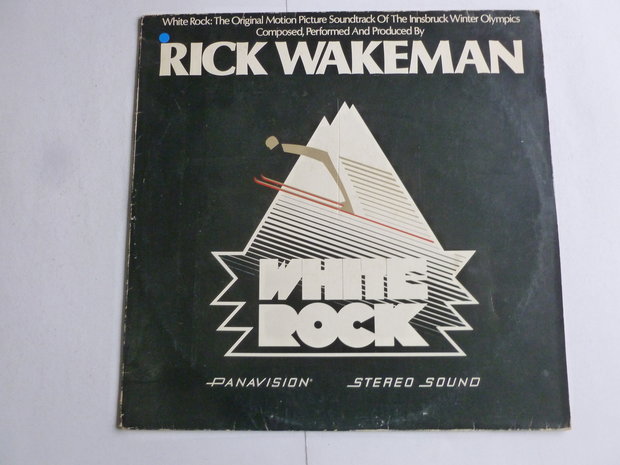 White Rock: The Original Motion Picture Soundtrack Of The Innsbruck Winter Olympics
Composed, Performed And Produced By
RICK WAKEMAN
WHITE
ROCK
PANAVISION® STEREO SOUND